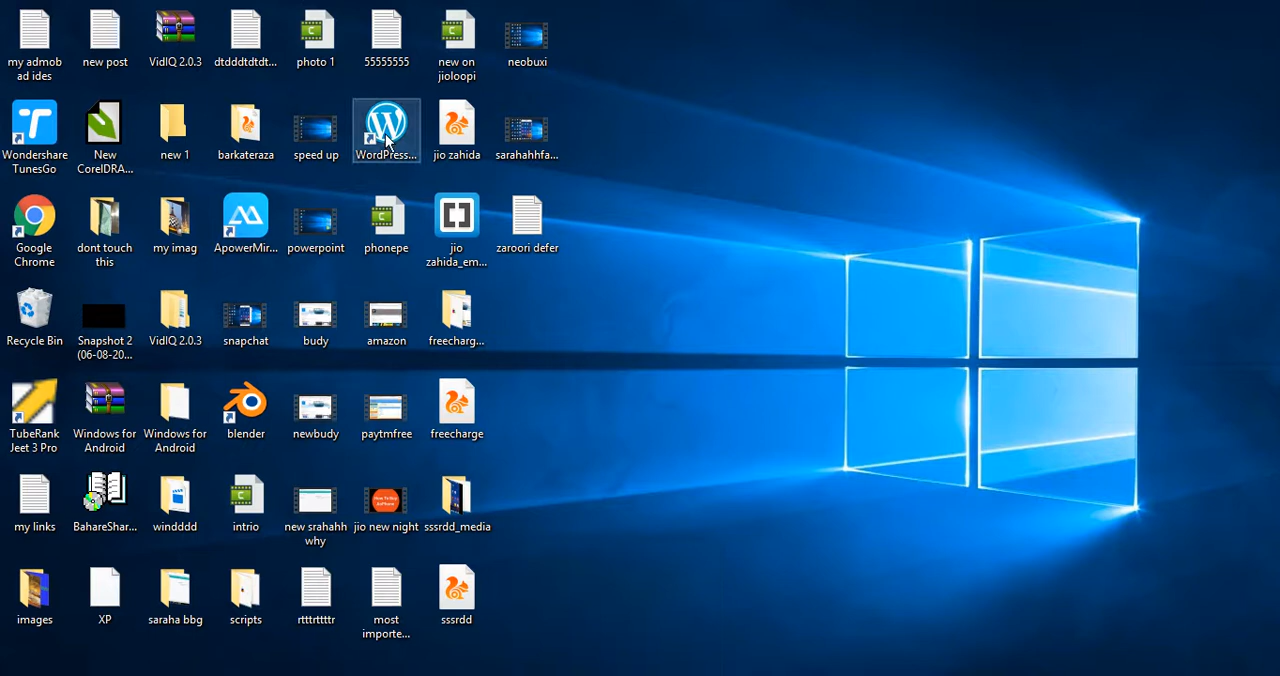 my admob
ad ides
new post
VidIQ 2.0.3
dtdddtdtdt...
photo 1
55555555
new on
jioloopi
neobuxi
Wondershare
TunesGo
New
CorelDRA...
new 1
barkateraza
speed up
WordPress...
jio zahida
sarahahhfa...
Google
Chrome
dont touch
this
my imag
ApowerMir...
powerpoint
phonepe
jio
zahida_em...
zaroori defer
Recycle Bin
Snapshot 2
(06-08-20...
VidIQ 2.0.3
snapchat
budy
amazon
freecharg...
TubeRank
Jeet 3 Pro
Windows for
Android
Windows for
Android
blender
newbudy
paytmfree
freecharge
my links
BahareShar...
windddd
intrio
new srahahh
why
jio new night
sssrdd_media
images
XP
saraha bbg
scripts
rtttrttttr
most
importe...
sssrdd